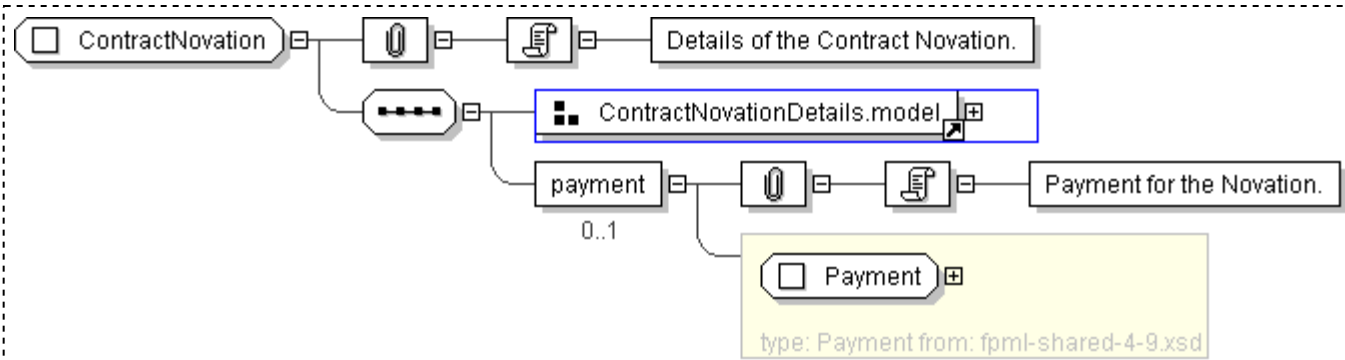 ContractNovation
Details of the Contract Novation.
ContractNovationDetails.model
payment
Payment for the Novation.
0..1
Payment
type: Payment from: fpml-shared-4-9.xsd